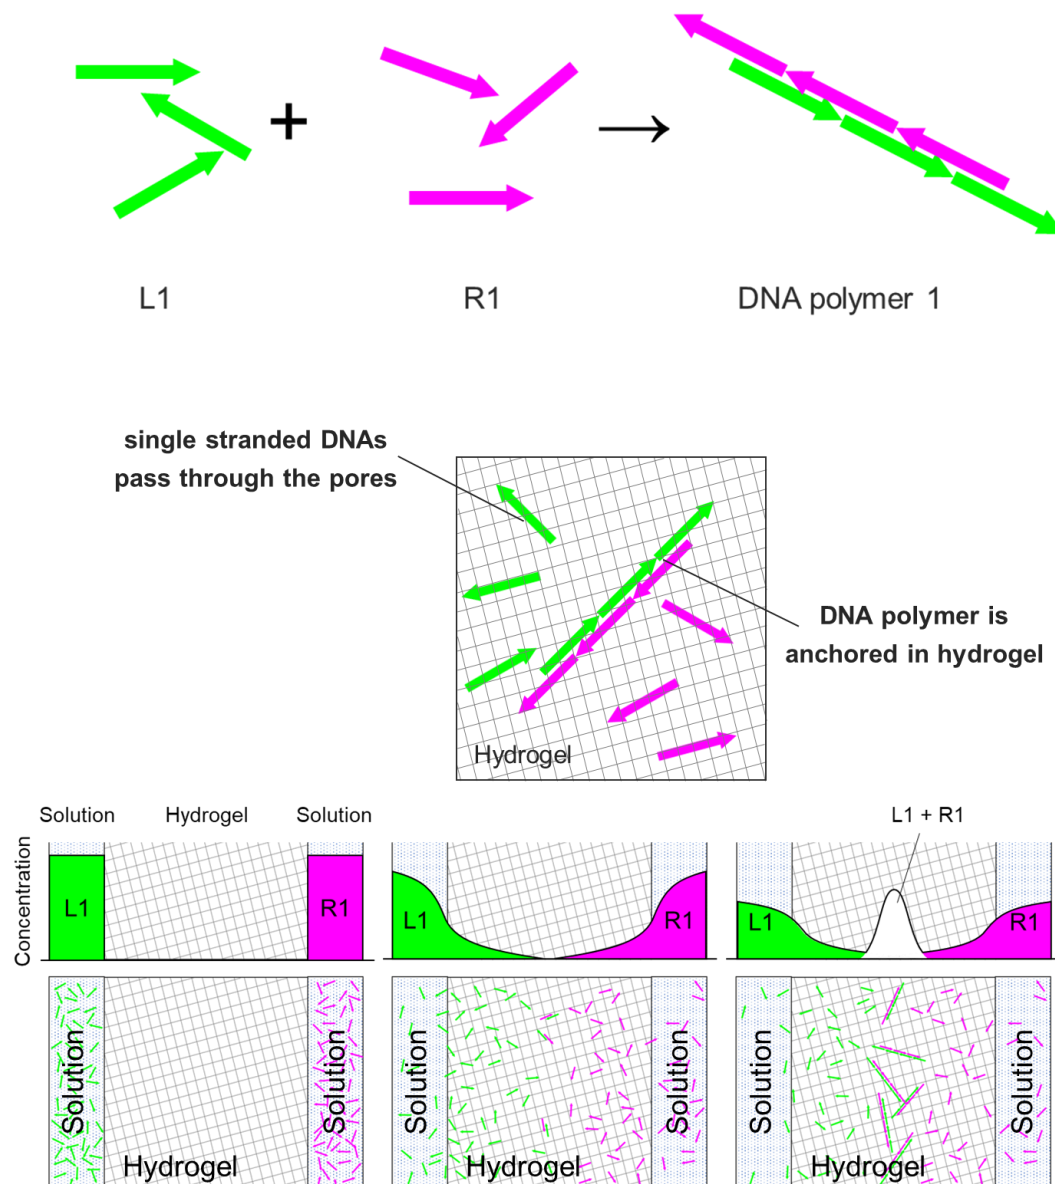 L1
R1
DNA polymer 1
single stranded DNAs
pass through the pores
DNA polymer is
anchored in hydrogel
Hydrogel
Solution
Hydrogel
Solution
L1 + R1
Concentration
L1
R1
L1
R1
L1
R1
Solution
Solution
Hydrogel
Solution
Solution
Hydrogel
Solution
Solution
Hydrogel